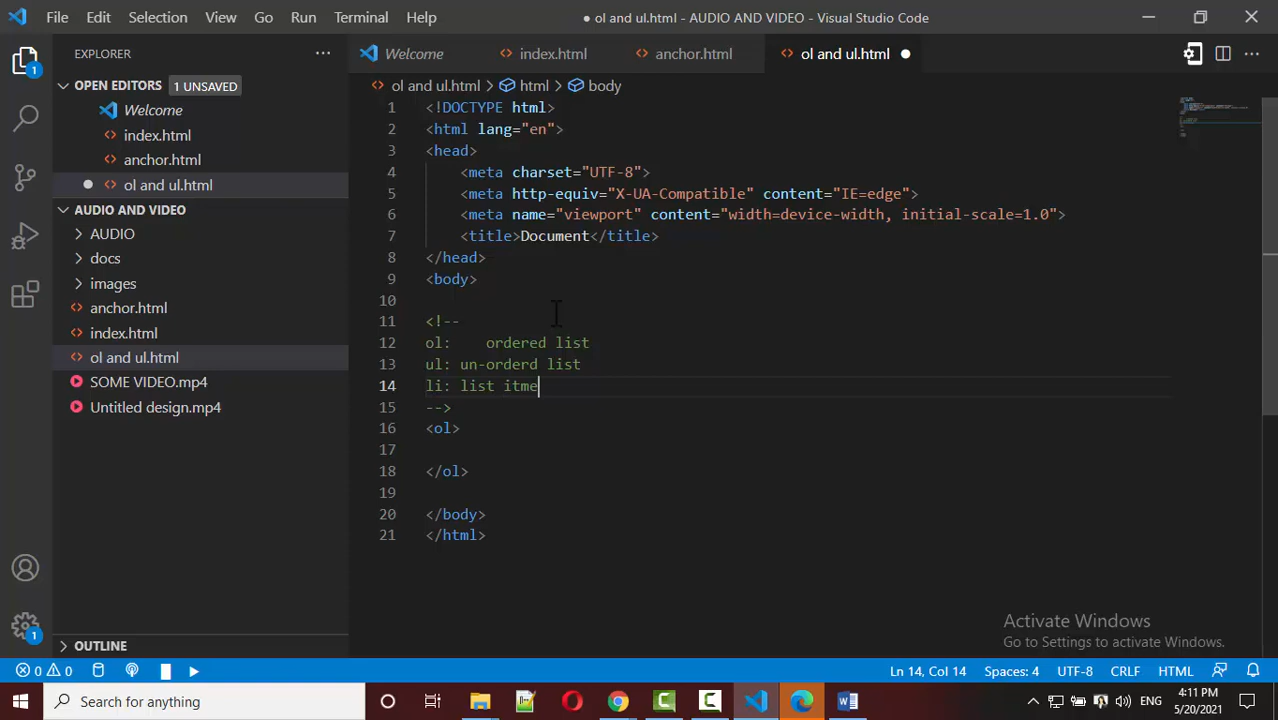 File Edit Selection View Go Run Terminal Help
● ol and ul.html - AUDIO AND VIDEO - Visual Studio Code
EXPLORER
Welcome
index.html
anchor.html
ol and ul.html
OPEN EDITORS 1 UNSAVED
Welcome
index.html
anchor.html
ol and ul.html
AUDIO AND VIDEO
AUDIO
docs
images
anchor.html
index.html
ol and ul.html
SOME VIDEO.mp4
Untitled design.mp4
OUTLINE
1
1
ol and ul.html > html > body
1 <!DOCTYPE html>
2 <html lang="en">
3 <head>
4 <meta charset="UTF-8">
5 <meta http-equiv="X-UA-Compatible" content="IE=edge">
6 <meta name="viewport" content="width=device-width, initial-scale=1.0">
7 <title>Document</title>
8 </head>
9 <body>
10
11 <!--
12 ol: ordered list
13 ul: un-orderd list
14 li: list itme
15 -->
16 <ol>
17
18 </ol>
19
20 </body>
21 </html>
Activate Windows
Go to Settings to activate Windows.
0 0
Ln 14, Col 14 Spaces: 4 UTF-8 CRLF HTML
Search for anything
ENG
4:11 PM
5/20/2021